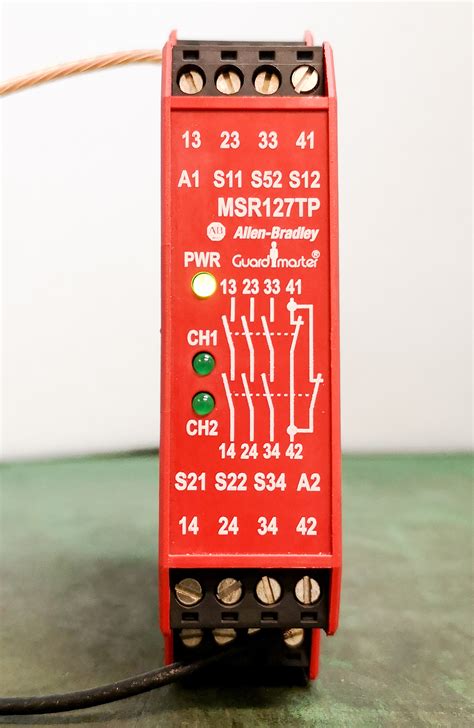 13 23 33 41
A1 S11 S52 S12
MSR127TP
AB Allen-Bradley
PWR Guardmaster®
13 23 33 41
CH1
CH2
14 24 34 42
S21 S22 S34 A2
14 24 34 42